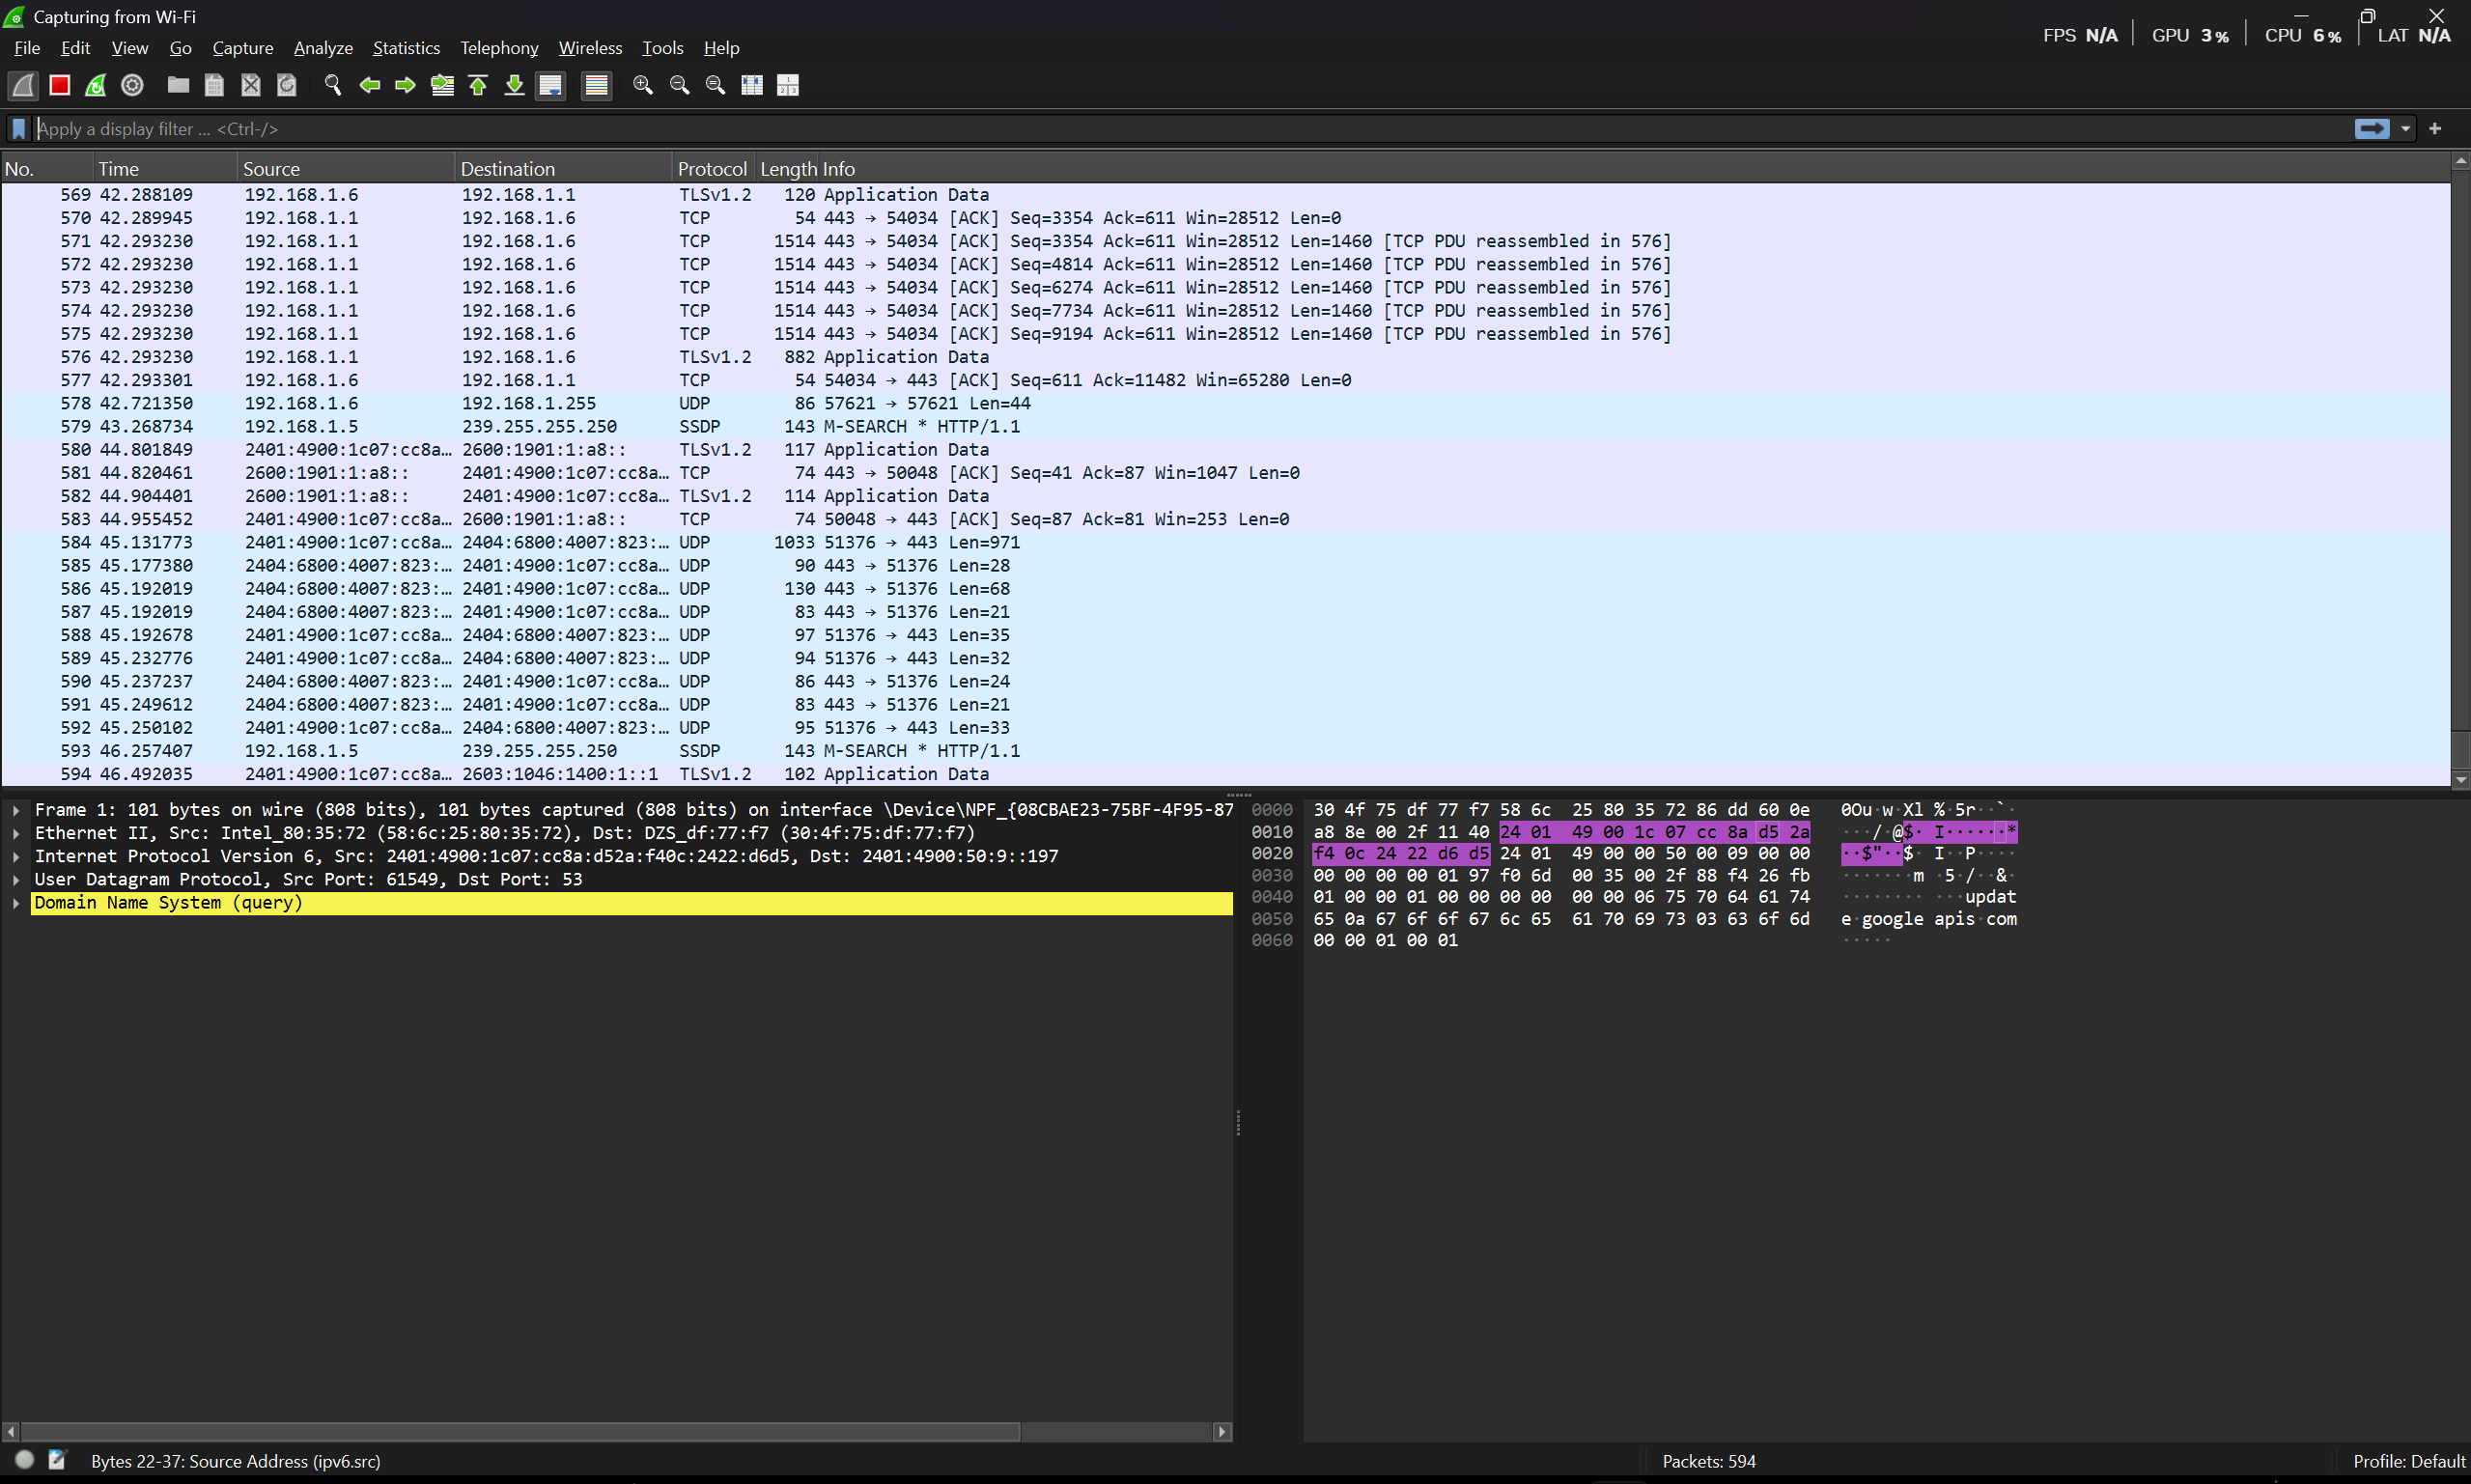 Capturing from Wi-Fi
FPS N/A GPU 3% CPU 6% LAT N/A
File Edit View Go Capture Analyze Statistics Telephony Wireless Tools Help
Apply a display filter ... <Ctrl-/>
No. Time Source Destination Protocol Length Info
569 42.288109 192.168.1.6 192.168.1.1 TLSv1.2 120 Application Data
570 42.289945 192.168.1.1 192.168.1.6 TCP 54 443 → 54034 [ACK] Seq=3354 Ack=611 Win=28512 Len=0
571 42.293230 192.168.1.1 192.168.1.6 TCP 1514 443 → 54034 [ACK] Seq=3354 Ack=611 Win=28512 Len=1460 [TCP PDU reassembled in 576]
572 42.293230 192.168.1.1 192.168.1.6 TCP 1514 443 → 54034 [ACK] Seq=4814 Ack=611 Win=28512 Len=1460 [TCP PDU reassembled in 576]
573 42.293230 192.168.1.1 192.168.1.6 TCP 1514 443 → 54034 [ACK] Seq=6274 Ack=611 Win=28512 Len=1460 [TCP PDU reassembled in 576]
574 42.293230 192.168.1.1 192.168.1.6 TCP 1514 443 → 54034 [ACK] Seq=7734 Ack=611 Win=28512 Len=1460 [TCP PDU reassembled in 576]
575 42.293230 192.168.1.1 192.168.1.6 TCP 1514 443 → 54034 [ACK] Seq=9194 Ack=611 Win=28512 Len=1460 [TCP PDU reassembled in 576]
576 42.293230 192.168.1.1 192.168.1.6 TLSv1.2 882 Application Data
577 42.293301 192.168.1.6 192.168.1.1 TCP 54 54034 → 443 [ACK] Seq=611 Ack=11482 Win=65280 Len=0
578 42.721350 192.168.1.6 192.168.1.255 UDP 86 57621 → 57621 Len=44
579 43.268734 192.168.1.5 239.255.255.250 SSDP 143 M-SEARCH * HTTP/1.1
580 44.801849 2401:4900:1c07:cc8a… 2600:1901:1:a8:: TLSv1.2 117 Application Data
581 44.820461 2600:1901:1:a8:: 2401:4900:1c07:cc8a… TCP 74 443 → 50048 [ACK] Seq=41 Ack=87 Win=1047 Len=0
582 44.904401 2600:1901:1:a8:: 2401:4900:1c07:cc8a… TLSv1.2 114 Application Data
583 44.955452 2401:4900:1c07:cc8a… 2600:1901:1:a8:: TCP 74 50048 → 443 [ACK] Seq=87 Ack=81 Win=253 Len=0
584 45.131773 2401:4900:1c07:cc8a… 2404:6800:4007:823:… UDP 1033 51376 → 443 Len=971
585 45.177380 2404:6800:4007:823:… 2401:4900:1c07:cc8a… UDP 90 443 → 51376 Len=28
586 45.192019 2404:6800:4007:823:… 2401:4900:1c07:cc8a… UDP 130 443 → 51376 Len=68
587 45.192019 2404:6800:4007:823:… 2401:4900:1c07:cc8a… UDP 83 443 → 51376 Len=21
588 45.192678 2401:4900:1c07:cc8a… 2404:6800:4007:823:… UDP 97 51376 → 443 Len=35
589 45.232776 2401:4900:1c07:cc8a… 2404:6800:4007:823:… UDP 94 51376 → 443 Len=32
590 45.237237 2404:6800:4007:823:… 2401:4900:1c07:cc8a… UDP 86 443 → 51376 Len=24
591 45.249612 2404:6800:4007:823:… 2401:4900:1c07:cc8a… UDP 83 443 → 51376 Len=21
592 45.250102 2401:4900:1c07:cc8a… 2404:6800:4007:823:… UDP 95 51376 → 443 Len=33
593 46.257407 192.168.1.5 239.255.255.250 SSDP 143 M-SEARCH * HTTP/1.1
594 46.492035 2401:4900:1c07:cc8a… 2603:1046:1400:1::1 TLSv1.2 102 Application Data
Frame 1: 101 bytes on wire (808 bits), 101 bytes captured (808 bits) on interface \Device\NPF_{08CBAE23-75BF-4F95-87
Ethernet II, Src: Intel_80:35:72 (58:6c:25:80:35:72), Dst: DZS_df:77:f7 (30:4f:75:df:77:f7)
Internet Protocol Version 6, Src: 2401:4900:1c07:cc8a:d52a:f40c:2422:d6d5, Dst: 2401:4900:50:9::197
User Datagram Protocol, Src Port: 61549, Dst Port: 53
Domain Name System (query)
0000 30 4f 75 df 77 f7 58 6c 25 80 35 72 86 dd 60 0e 0Ou·w·Xl %·5r··`·
0010 a8 8e 00 2f 11 40 24 01 49 00 1c 07 cc 8a d5 2a ···/·@$· I······*
0020 f4 0c 24 22 d6 d5 24 01 49 00 00 50 00 09 00 00 ··$"··$· I··P····
0030 00 00 00 00 01 97 f0 6d 00 35 00 2f 88 f4 26 fb ·······m ·5·/··&·
0040 01 00 00 01 00 00 00 00 00 00 06 75 70 64 61 74 ········ ···updat
0050 65 0a 67 6f 6f 67 6c 65 61 70 69 73 03 63 6f 6d e·google apis·com
0060 00 00 01 00 01 ·····
Bytes 22-37: Source Address (ipv6.src)
Packets: 594
Profile: Default